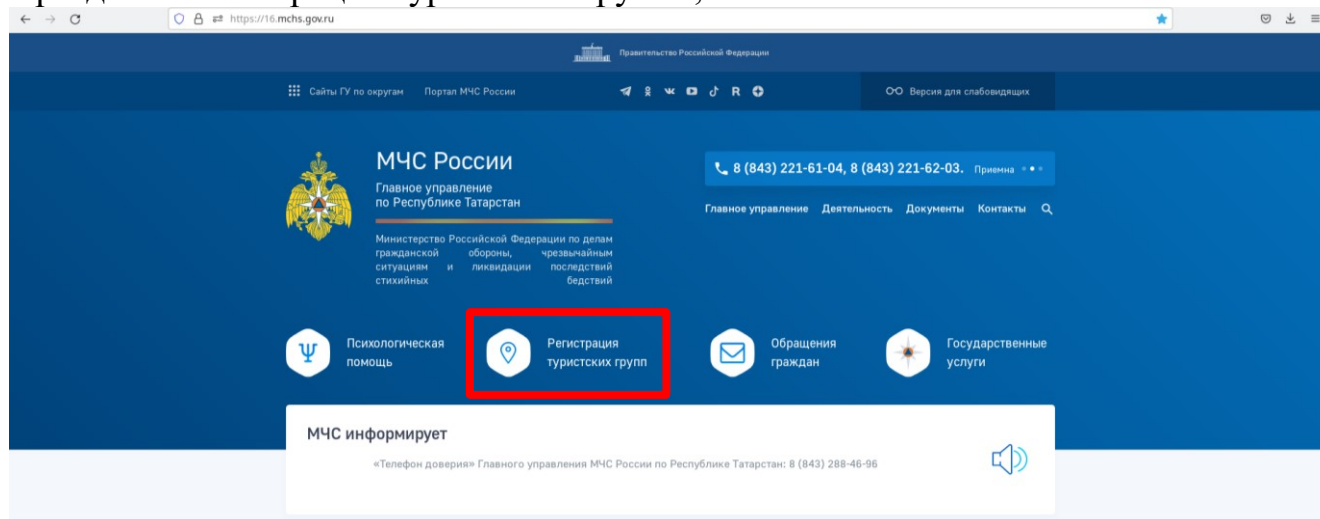 https://16.mchs.gov.ru
Правительство Российской Федерации
Сайты ГУ по округам Портал МЧС России Версия для слабовидящих
МЧС России
Главное управление
по Республике Татарстан
Министерство Российской Федерации по делам
гражданской обороны, чрезвычайным
ситуациям и ликвидации последствий
стихийных бедствий
8 (843) 221-61-04, 8 (843) 221-62-03. Приемна
Главное управление Деятельность Документы Контакты
Психологическая
помощь
Регистрация
туристских групп
Обращения
граждан
Государственные
услуги
МЧС информирует
«Телефон доверия» Главного управления МЧС России по Республике Татарстан: 8 (843) 288-46-96